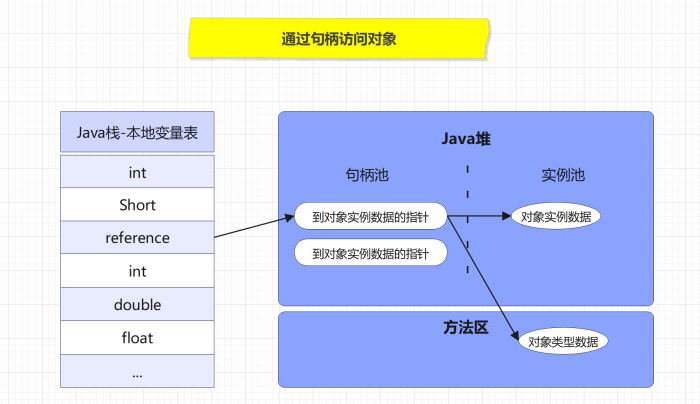 通过句柄访问对象
Java栈-本地变量表
int
Short
reference
int
double
float
...
Java堆
句柄池
实例池
到对象实例数据的指针
对象实例数据
到对象实例数据的指针
方法区
对象类型数据